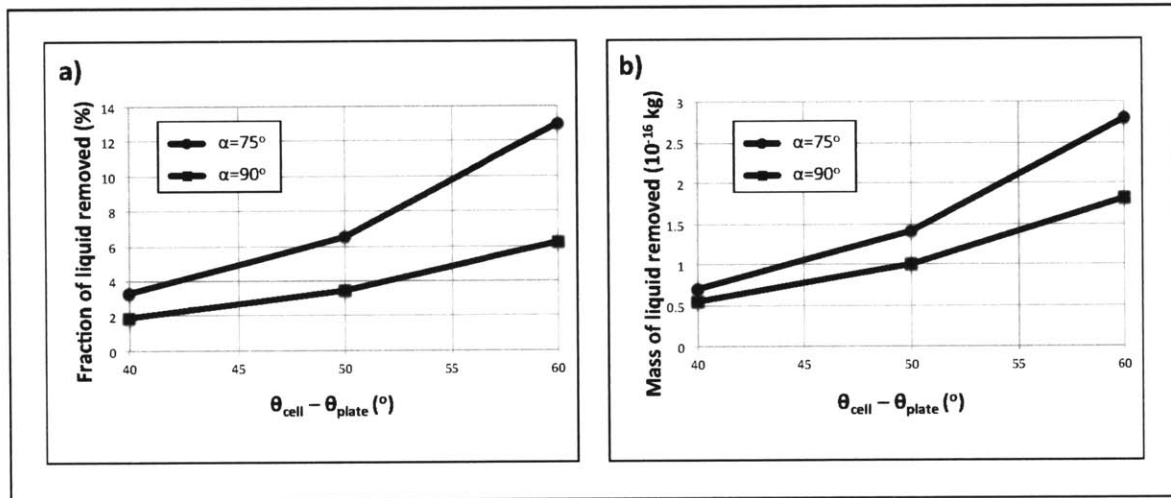 a)
Fraction of liquid removed (%)
14
12
10
8
6
4
2
0
α=75°
α=90°
40
45
50
55
60
θcell – θplate (°)
b)
Mass of liquid removed (10⁻¹⁶ kg)
3
2.5
2
1.5
1
0.5
0
α=75°
α=90°
40
45
50
55
60
θcell – θplate (°)